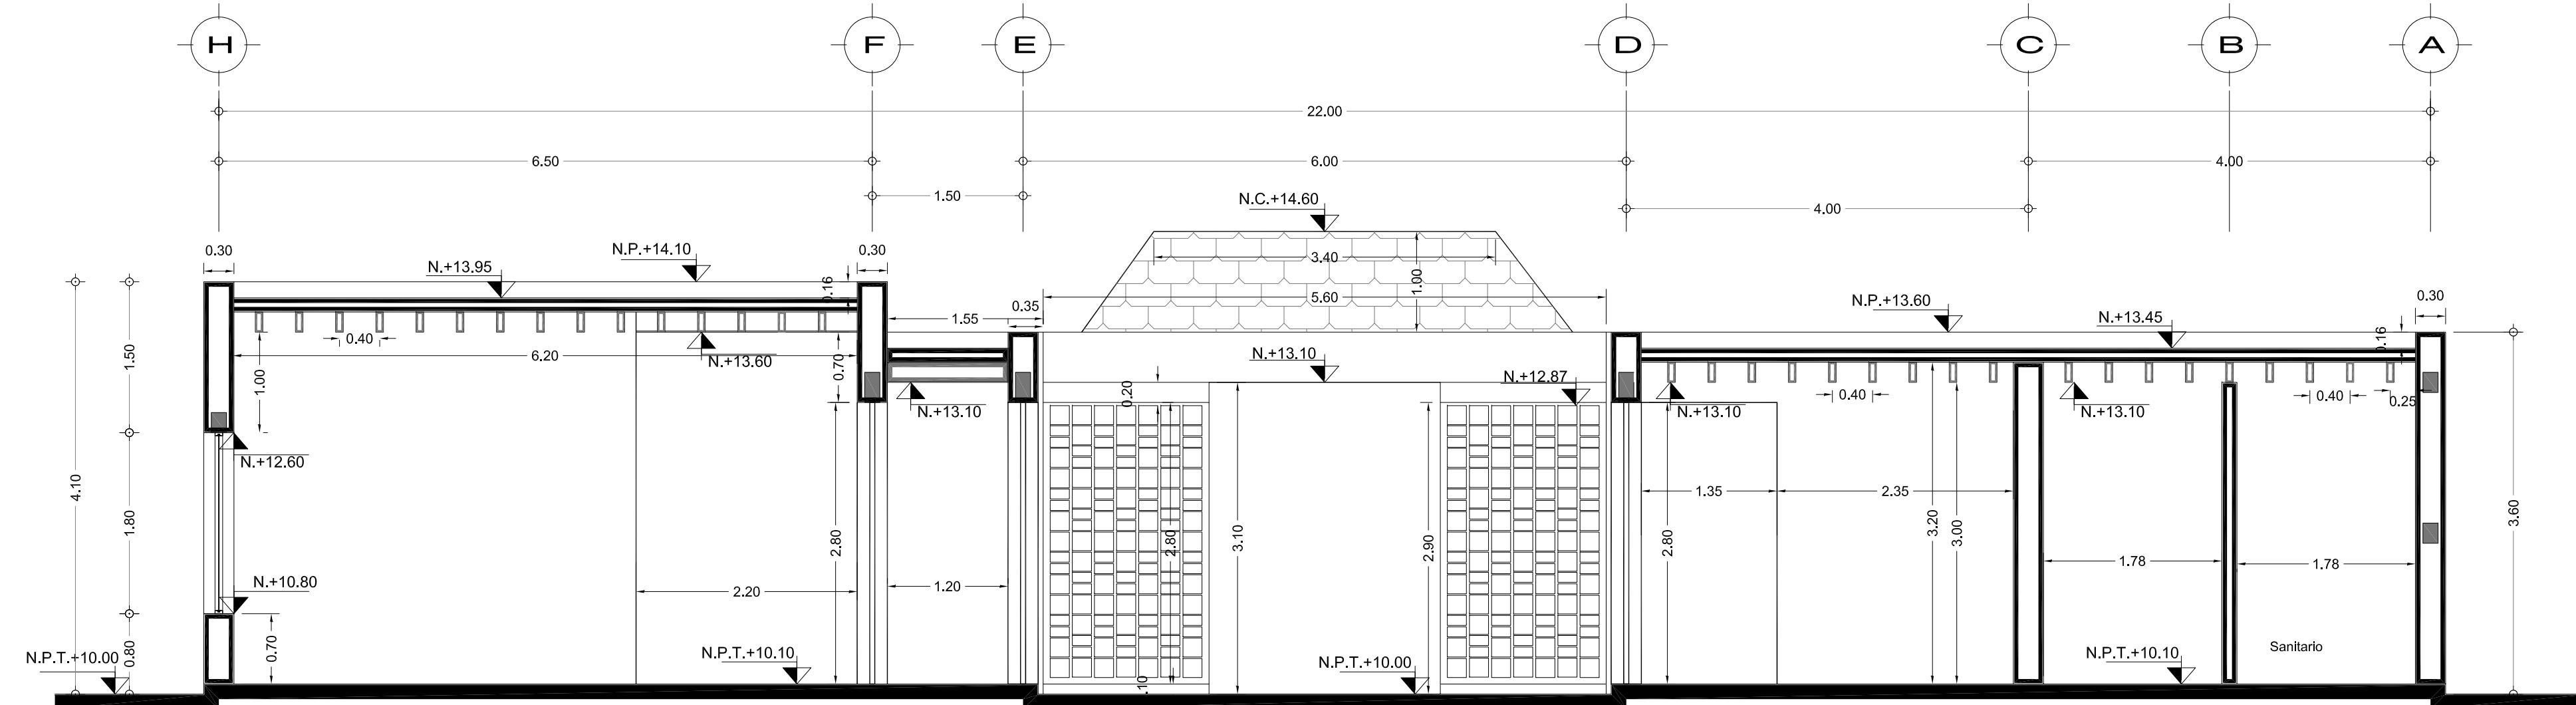 H F E D C B A
22.00
6.50 6.00 4.00
1.50
4.00
N.C.+14.60
0.30 N.P.+14.10 0.30
N.+13.95
3.40
1.00
0.16
5.60
0.35
1.55
N.P.+13.60
N.+13.45
0.30
0.16
0.40
6.20
N.+13.60
0.70
1.00
1.50
N.+13.10
N.+12.87
0.20
N.+13.10
N.+13.10
0.40
N.+13.10
0.40
0.25
N.+12.60
4.10
1.80
2.80
2.80
3.10
2.90
2.80
1.35
2.35
3.20
3.00
3.60
N.+10.80
2.20
1.20
1.78
1.78
0.70
0.80
N.P.T.+10.00
N.P.T.+10.10
.10
N.P.T.+10.00
N.P.T.+10.10
Sanitario